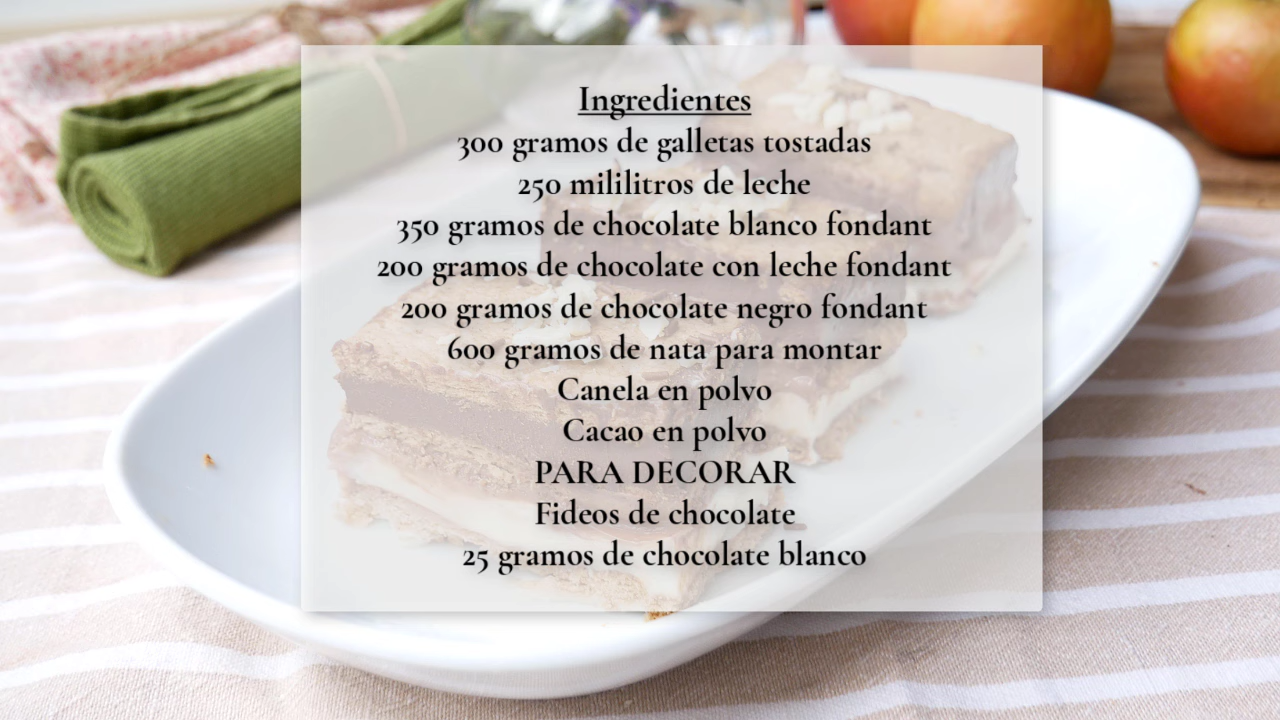 Ingredientes
300 gramos de galletas tostadas
250 mililitros de leche
350 gramos de chocolate blanco fondant
200 gramos de chocolate con leche fondant
200 gramos de chocolate negro fondant
600 gramos de nata para montar
Canela en polvo
Cacao en polvo
PARA DECORAR
Fideos de chocolate
25 gramos de chocolate blanco